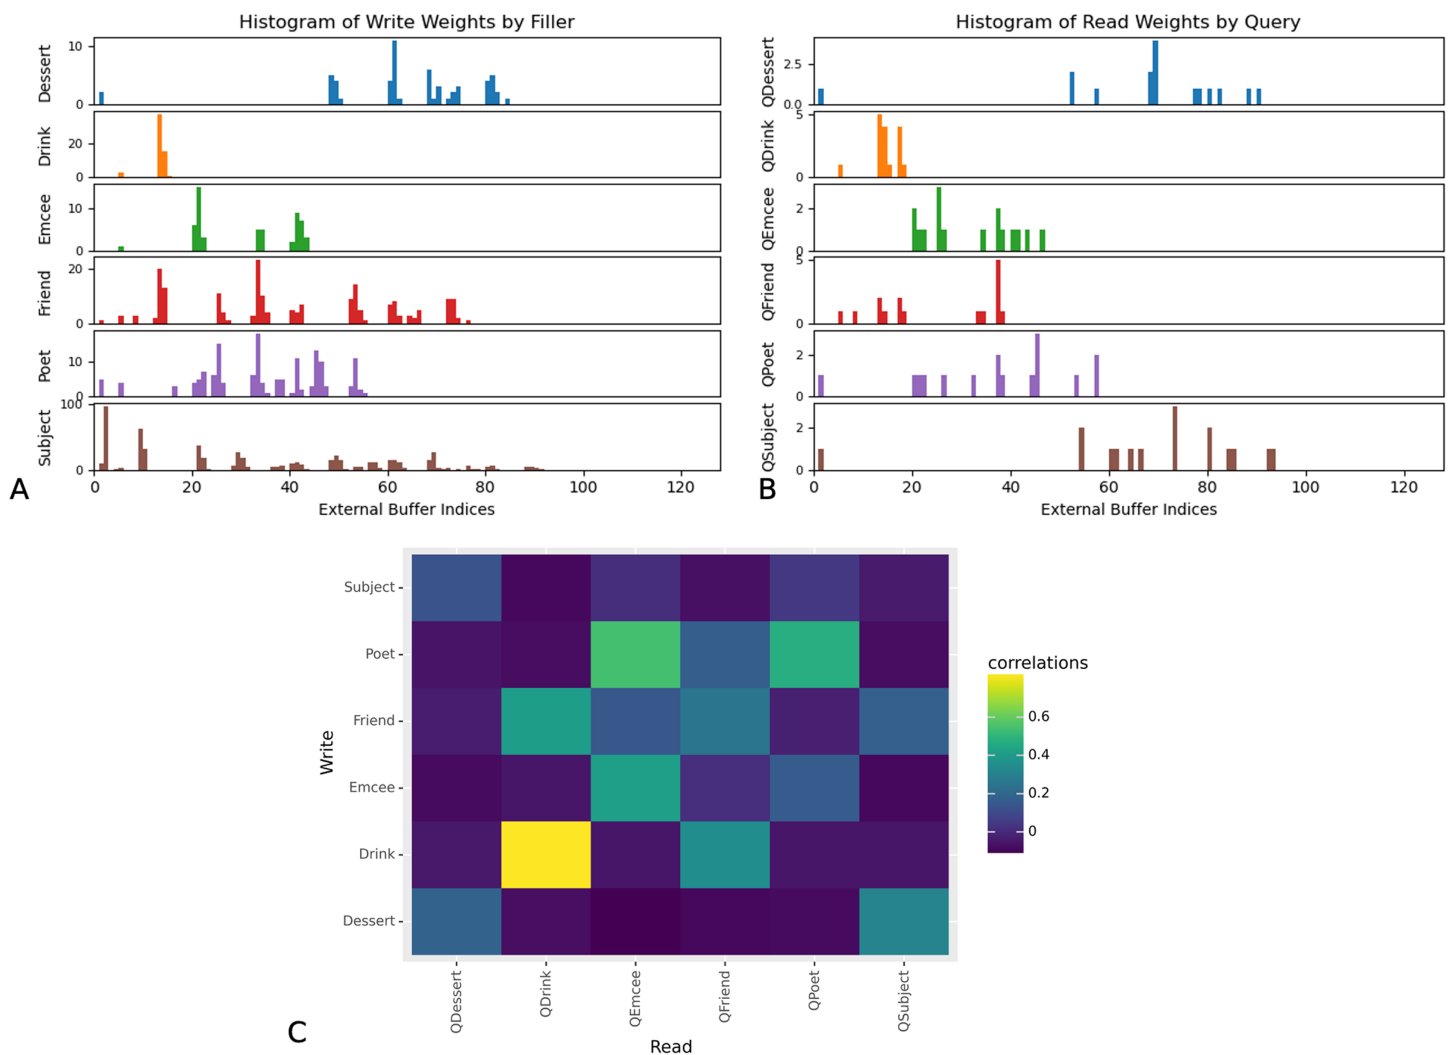 Histogram of Write Weights by Filler
Dessert
10
0
Drink
20
0
Emcee
10
0
Friend
20
0
Poet
10
0
Subject
100
0
0 20 40 60 80 100 120
External Buffer Indices
A
Histogram of Read Weights by Query
QDessert
2.5
0.0
QDrink
5
0
QEmcee
2
0
QFriend
5
0
QPoet
2
0
QSubject
2
0
0 20 40 60 80 100 120
External Buffer Indices
B
Write
Subject
Poet
Friend
Emcee
Drink
Dessert
QDessert QDrink QEmcee QFriend QPoet QSubject
Read
correlations
0.6
0.4
0.2
0
C